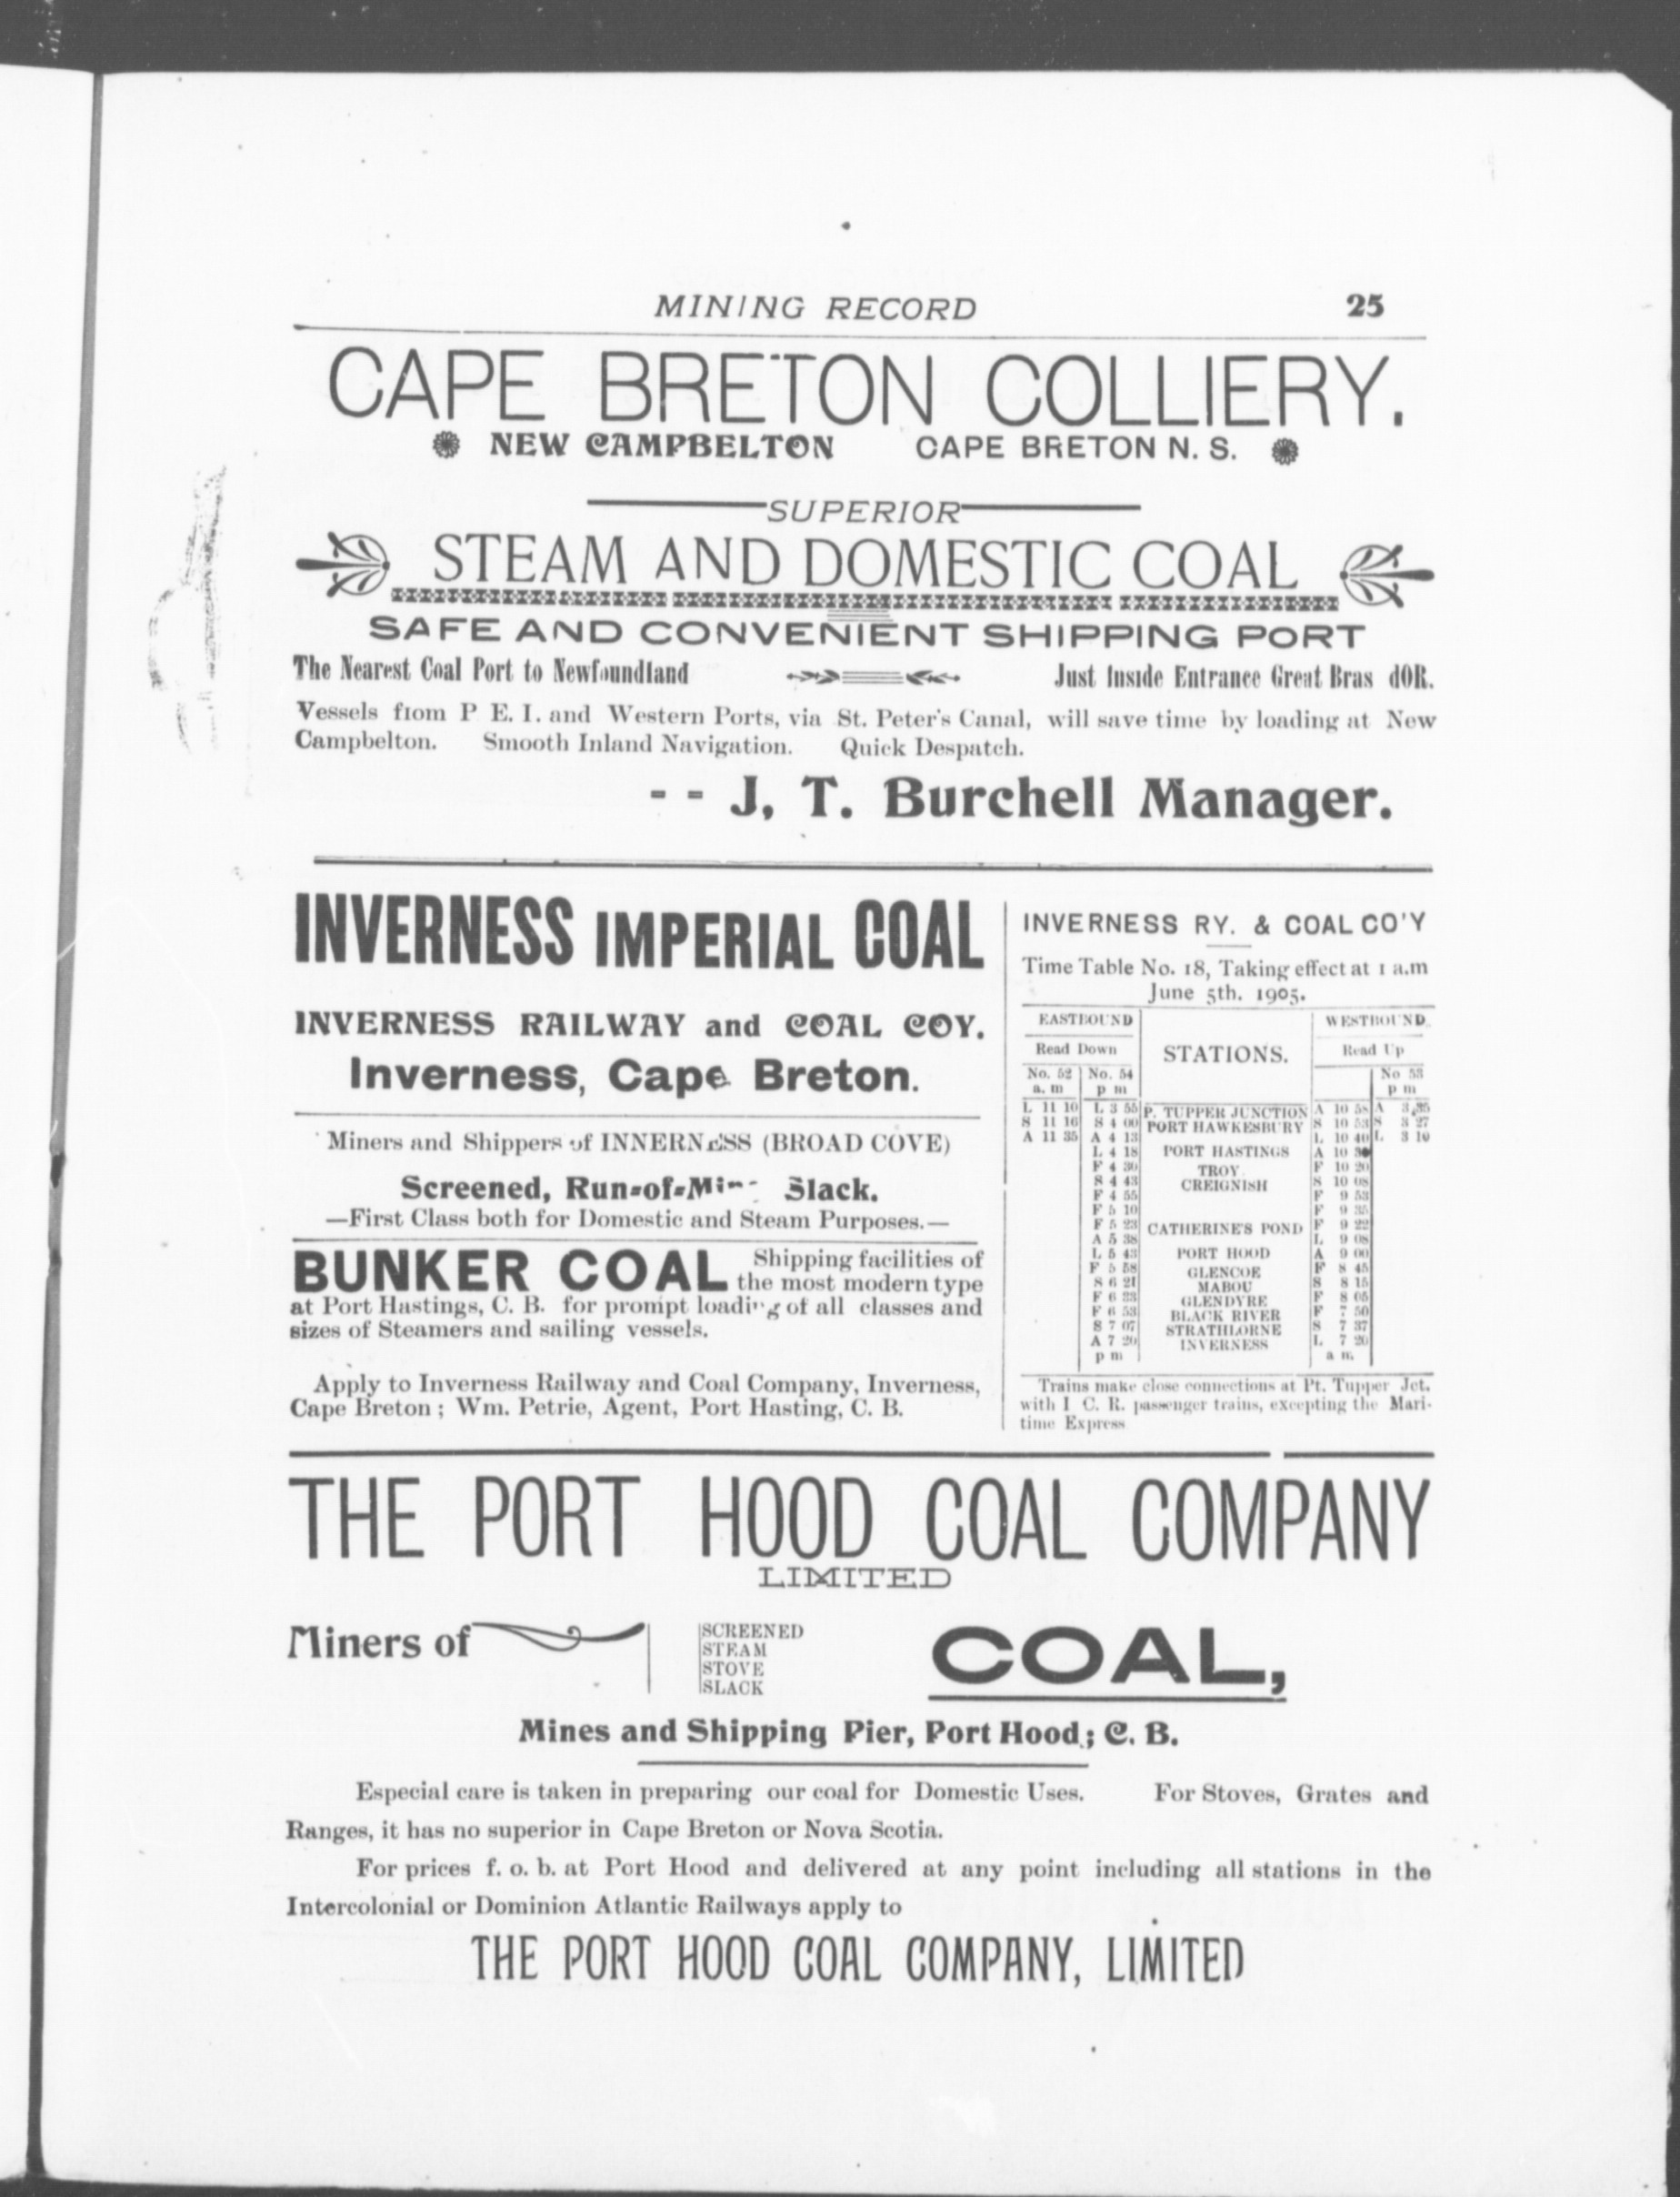 MINING RECORD 25
CAPE BRETON COLLIERY.
NEW CAMPBELTON CAPE BRETON N. S.
SUPERIOR
STEAM AND DOMESTIC COAL
SAFE AND CONVENIENT SHIPPING PORT
The Nearest Coal Port to Newfoundland Just Inside Entrance Great Bras dOR.
Vessels from P E. I. and Western Ports, via St. Peter's Canal, will save time by loading at New
Campbelton. Smooth Inland Navigation. Quick Despatch.
- - J, T. Burchell Manager.
INVERNESS IMPERIAL COAL
INVERNESS RAILWAY and COAL COY.
Inverness, Cape Breton.
Miners and Shippers of INNERNESS (BROAD COVE)
Screened, Run-of-Min- Slack.
—First Class both for Domestic and Steam Purposes.—
BUNKER COAL Shipping facilities of
the most modern type
at Port Hastings, C. B. for prompt loading of all classes and
sizes of Steamers and sailing vessels.
Apply to Inverness Railway and Coal Company, Inverness,
Cape Breton; Wm. Petrie, Agent, Port Hasting, C. B.
INVERNESS RY. & COAL CO'Y
Time Table No. 18, Taking effect at 1 a.m
June 5th. 1905.
EASTBOUND STATIONS. WESTBOUND.
Read Down Read Up
No. 52 No. 54 No 53
a. m p m p m
L 11 10 L 3 55 P. TUPPER JUNCTION A 10 58 A 3 35
S 11 16 S 4 00 PORT HAWKESBURY S 10 53 S 3 27
A 11 35 A 4 13 L 10 40 L 3 10
L 4 18 PORT HASTINGS A 10
F 4 30 TROY F 10 20
S 4 43 CREIGNISH S 10 08
F 4 55 F 9 53
F 5 10 F 9 35
F 5 23 CATHERINE'S POND F 9 22
A 5 38 L 9 08
L 5 43 PORT HOOD A 9 00
F 5 58 GLENCOE F 8 45
S 6 21 MABOU S 8 15
F 6 33 GLENDYRE F 8 05
F 6 53 BLACK RIVER F 7 50
S 7 07 STRATHLORNE S 7 37
A 7 20 INVERNESS L 7 20
p m a m.
Trains make close connections at Pt. Tupper Jct.
with I C. R. passenger trains, excepting the Mari-
time Express
THE PORT HOOD COAL COMPANY
LIMITED
Miners of
SCREENED
STEAM
STOVE
SLACK
COAL,
Mines and Shipping Pier, Port Hood; C. B.
Especial care is taken in preparing our coal for Domestic Uses. For Stoves, Grates and
Ranges, it has no superior in Cape Breton or Nova Scotia.
For prices f. o. b. at Port Hood and delivered at any point including all stations in the
Intercolonial or Dominion Atlantic Railways apply to
THE PORT HOOD COAL COMPANY, LIMITED